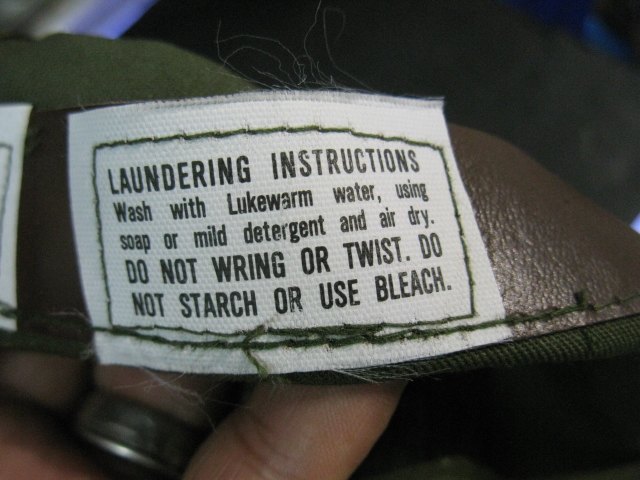 LAUNDERING INSTRUCTIONS
Wash with Lukewarm water, using
soap or mild detergent and air dry.
DO NOT WRING OR TWIST. DO
NOT STARCH OR USE BLEACH.